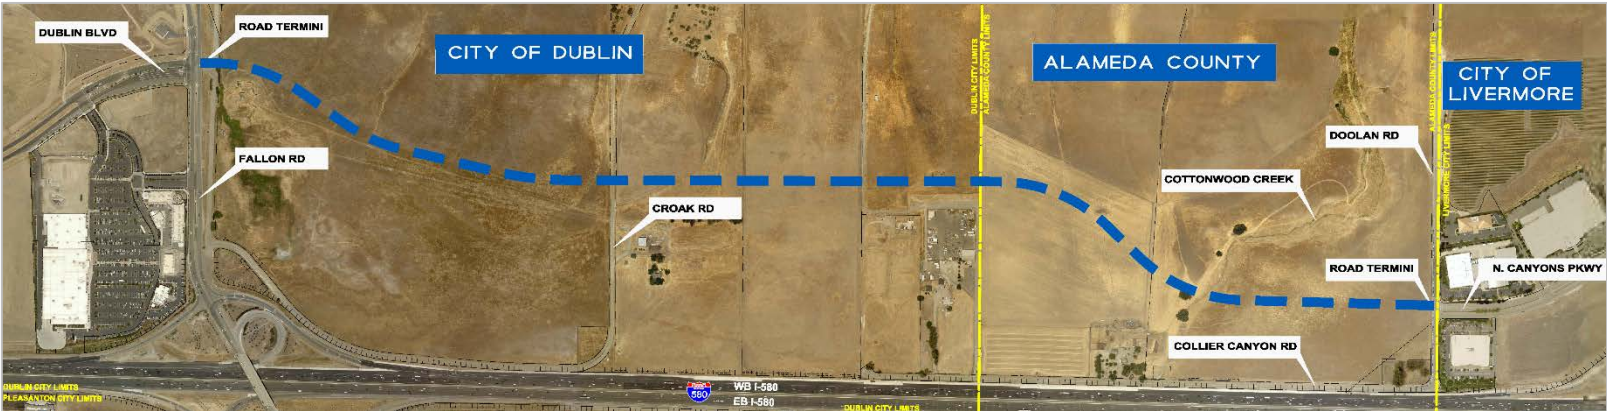 DUBLIN BLVD
ROAD TERMINI
CITY OF DUBLIN
FALLON RD
CROAK RD
DUBLIN CITY LIMITS
ALAMEDA COUNTY LIMITS
ALAMEDA COUNTY
COTTONWOOD CREEK
DOOLAN RD
ALAMEDA COUNTY LIMITS
LIVERMORE CITY LIMITS
CITY OF
LIVERMORE
ROAD TERMINI
N. CANYONS PKWY
COLLIER CANYON RD
DUBLIN CITY LIMITS
PLEASANTON CITY LIMITS
580
WB I-580
EB I-580
DUBLIN CITY LIMITS